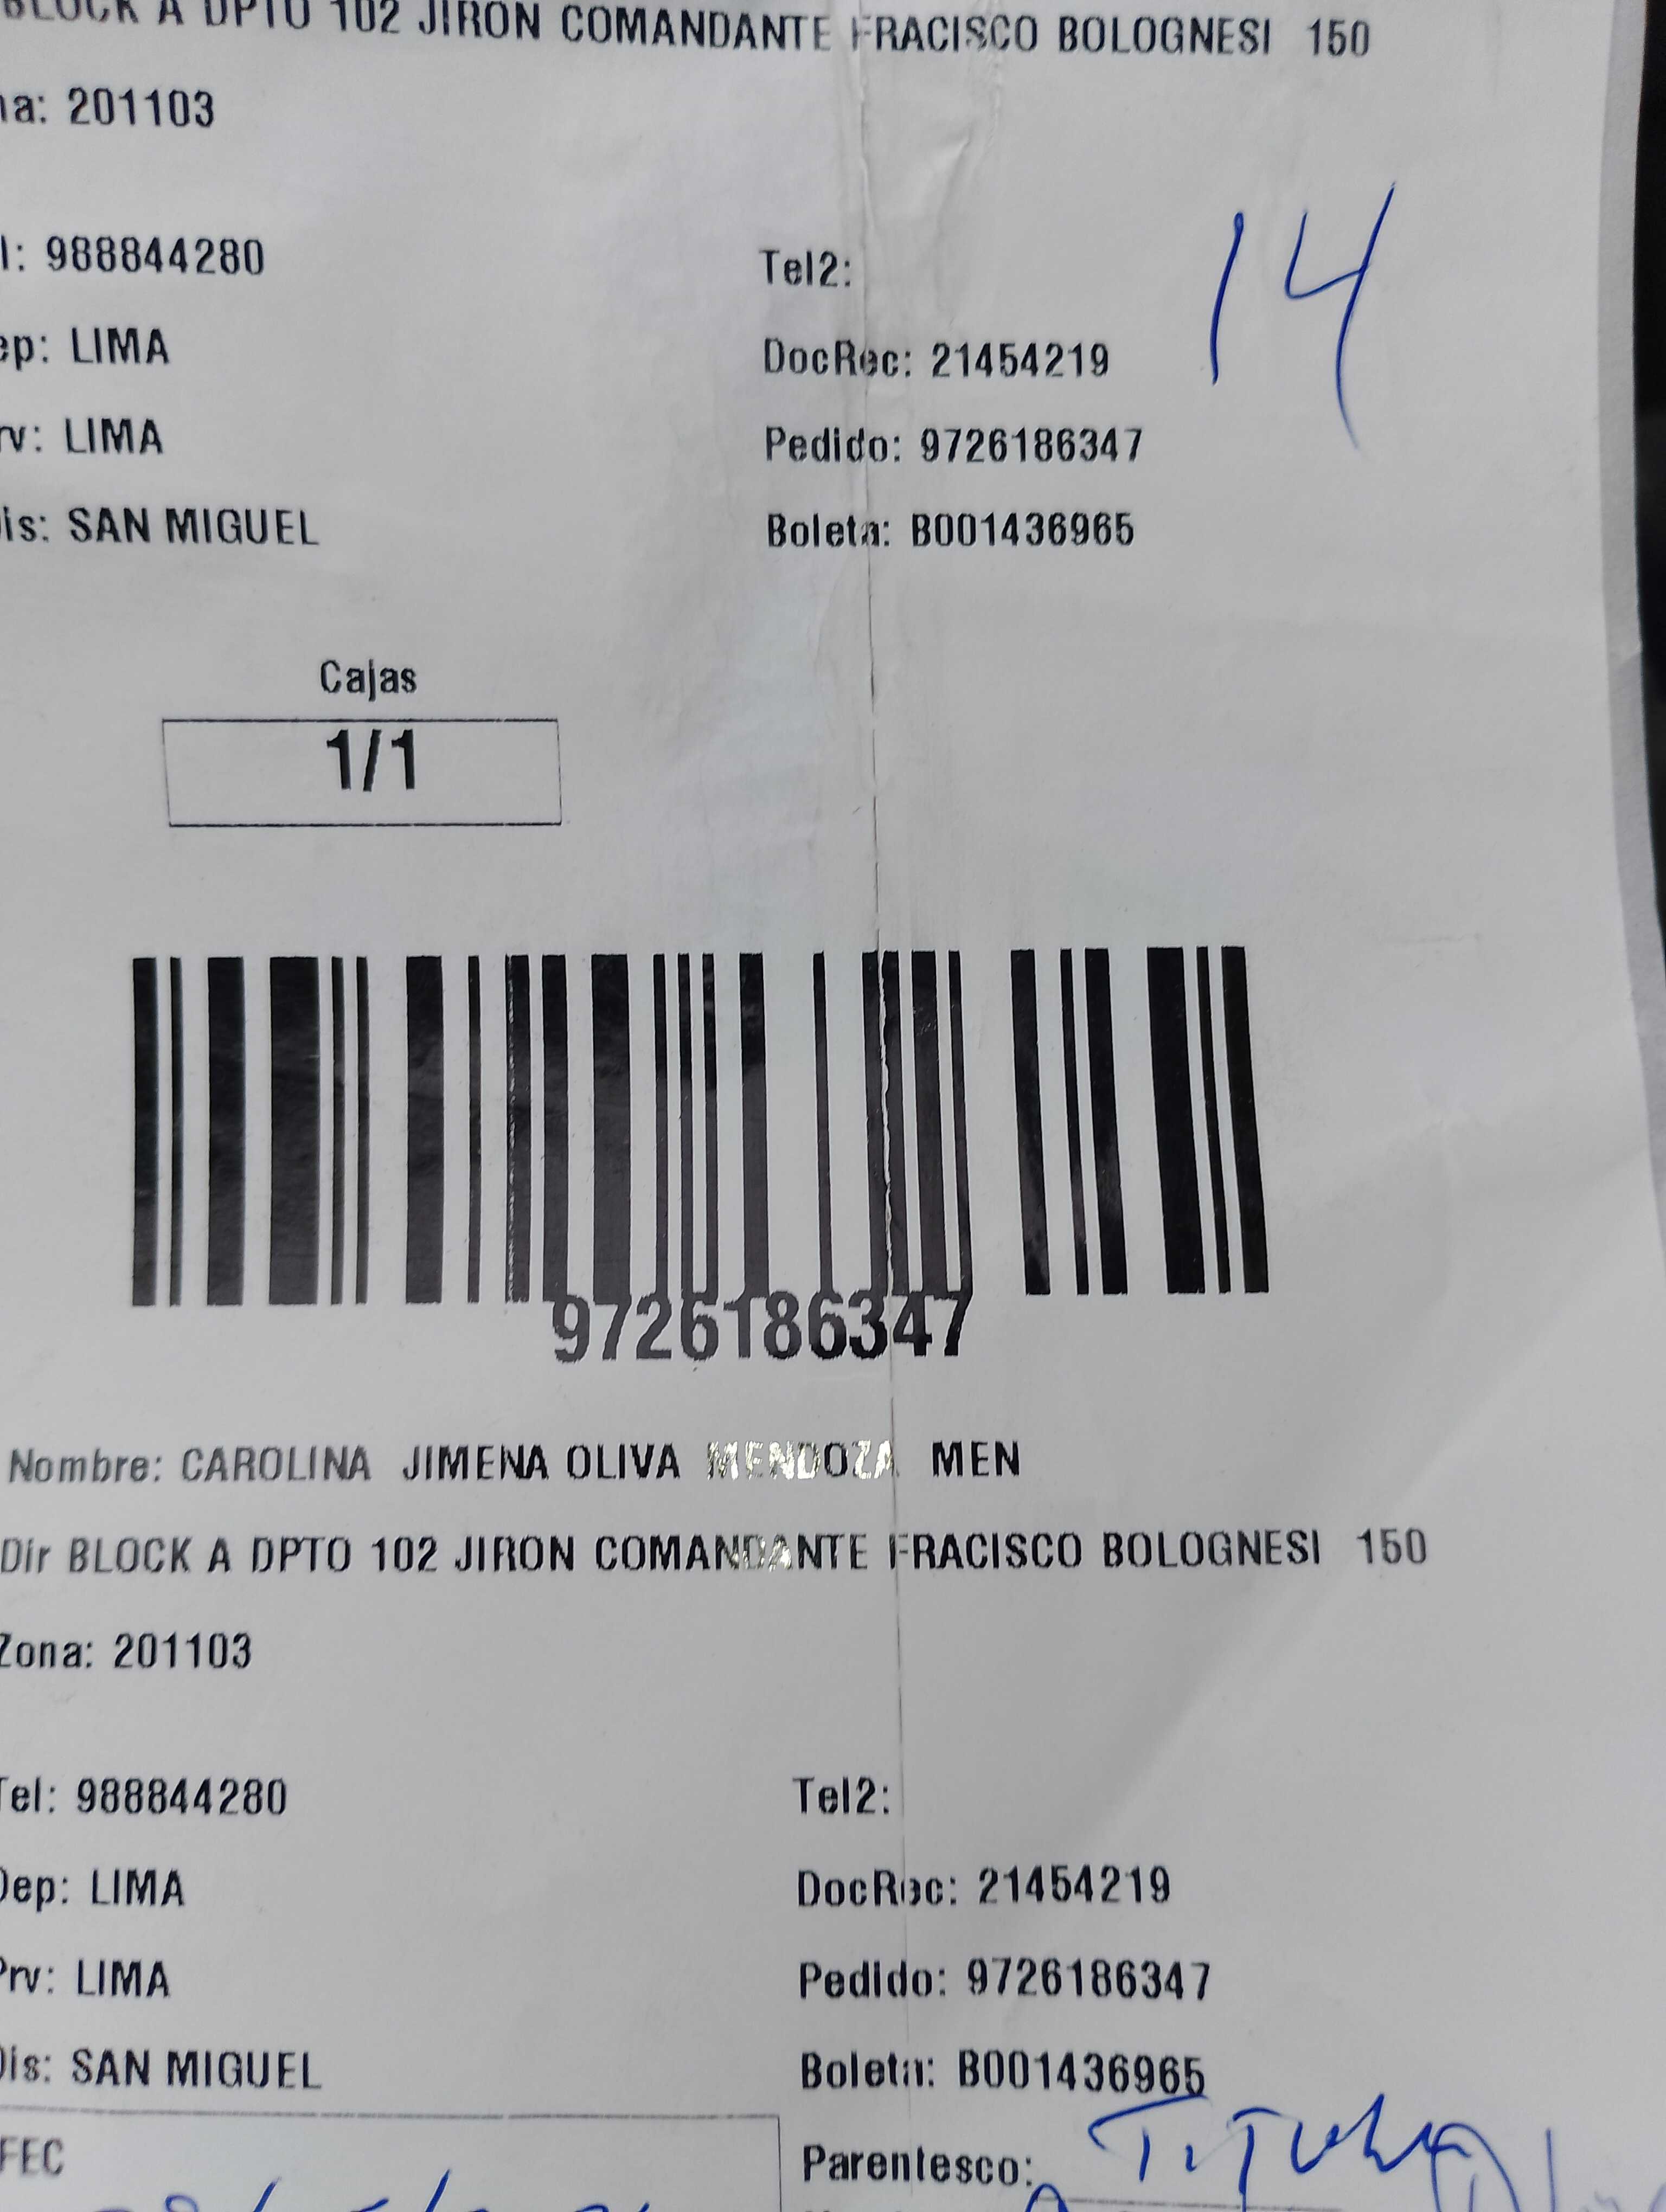 BLOCK A DPTO 102 JIRON COMANDANTE FRACISCO BOLOGNESI 150
na: 201103
14
l: 988844280 Tel2:
ep: LIMA DocRec: 21454219
rv: LIMA Pedido: 9726186347
is: SAN MIGUEL Boleta: B001436965
Cajas
1/1
9726186347
Nombre: CAROLINA JIMENA OLIVA MENDOZA MEN
Dir BLOCK A DPTO 102 JIRON COMANDANTE FRACISCO BOLOGNESI 150
Zona: 201103
Tel: 988844280 Tel2:
Dep: LIMA DocRec: 21454219
Prv: LIMA Pedido: 9726186347
Dis: SAN MIGUEL Boleta: B001436965
FEC
Parentesco: Titular